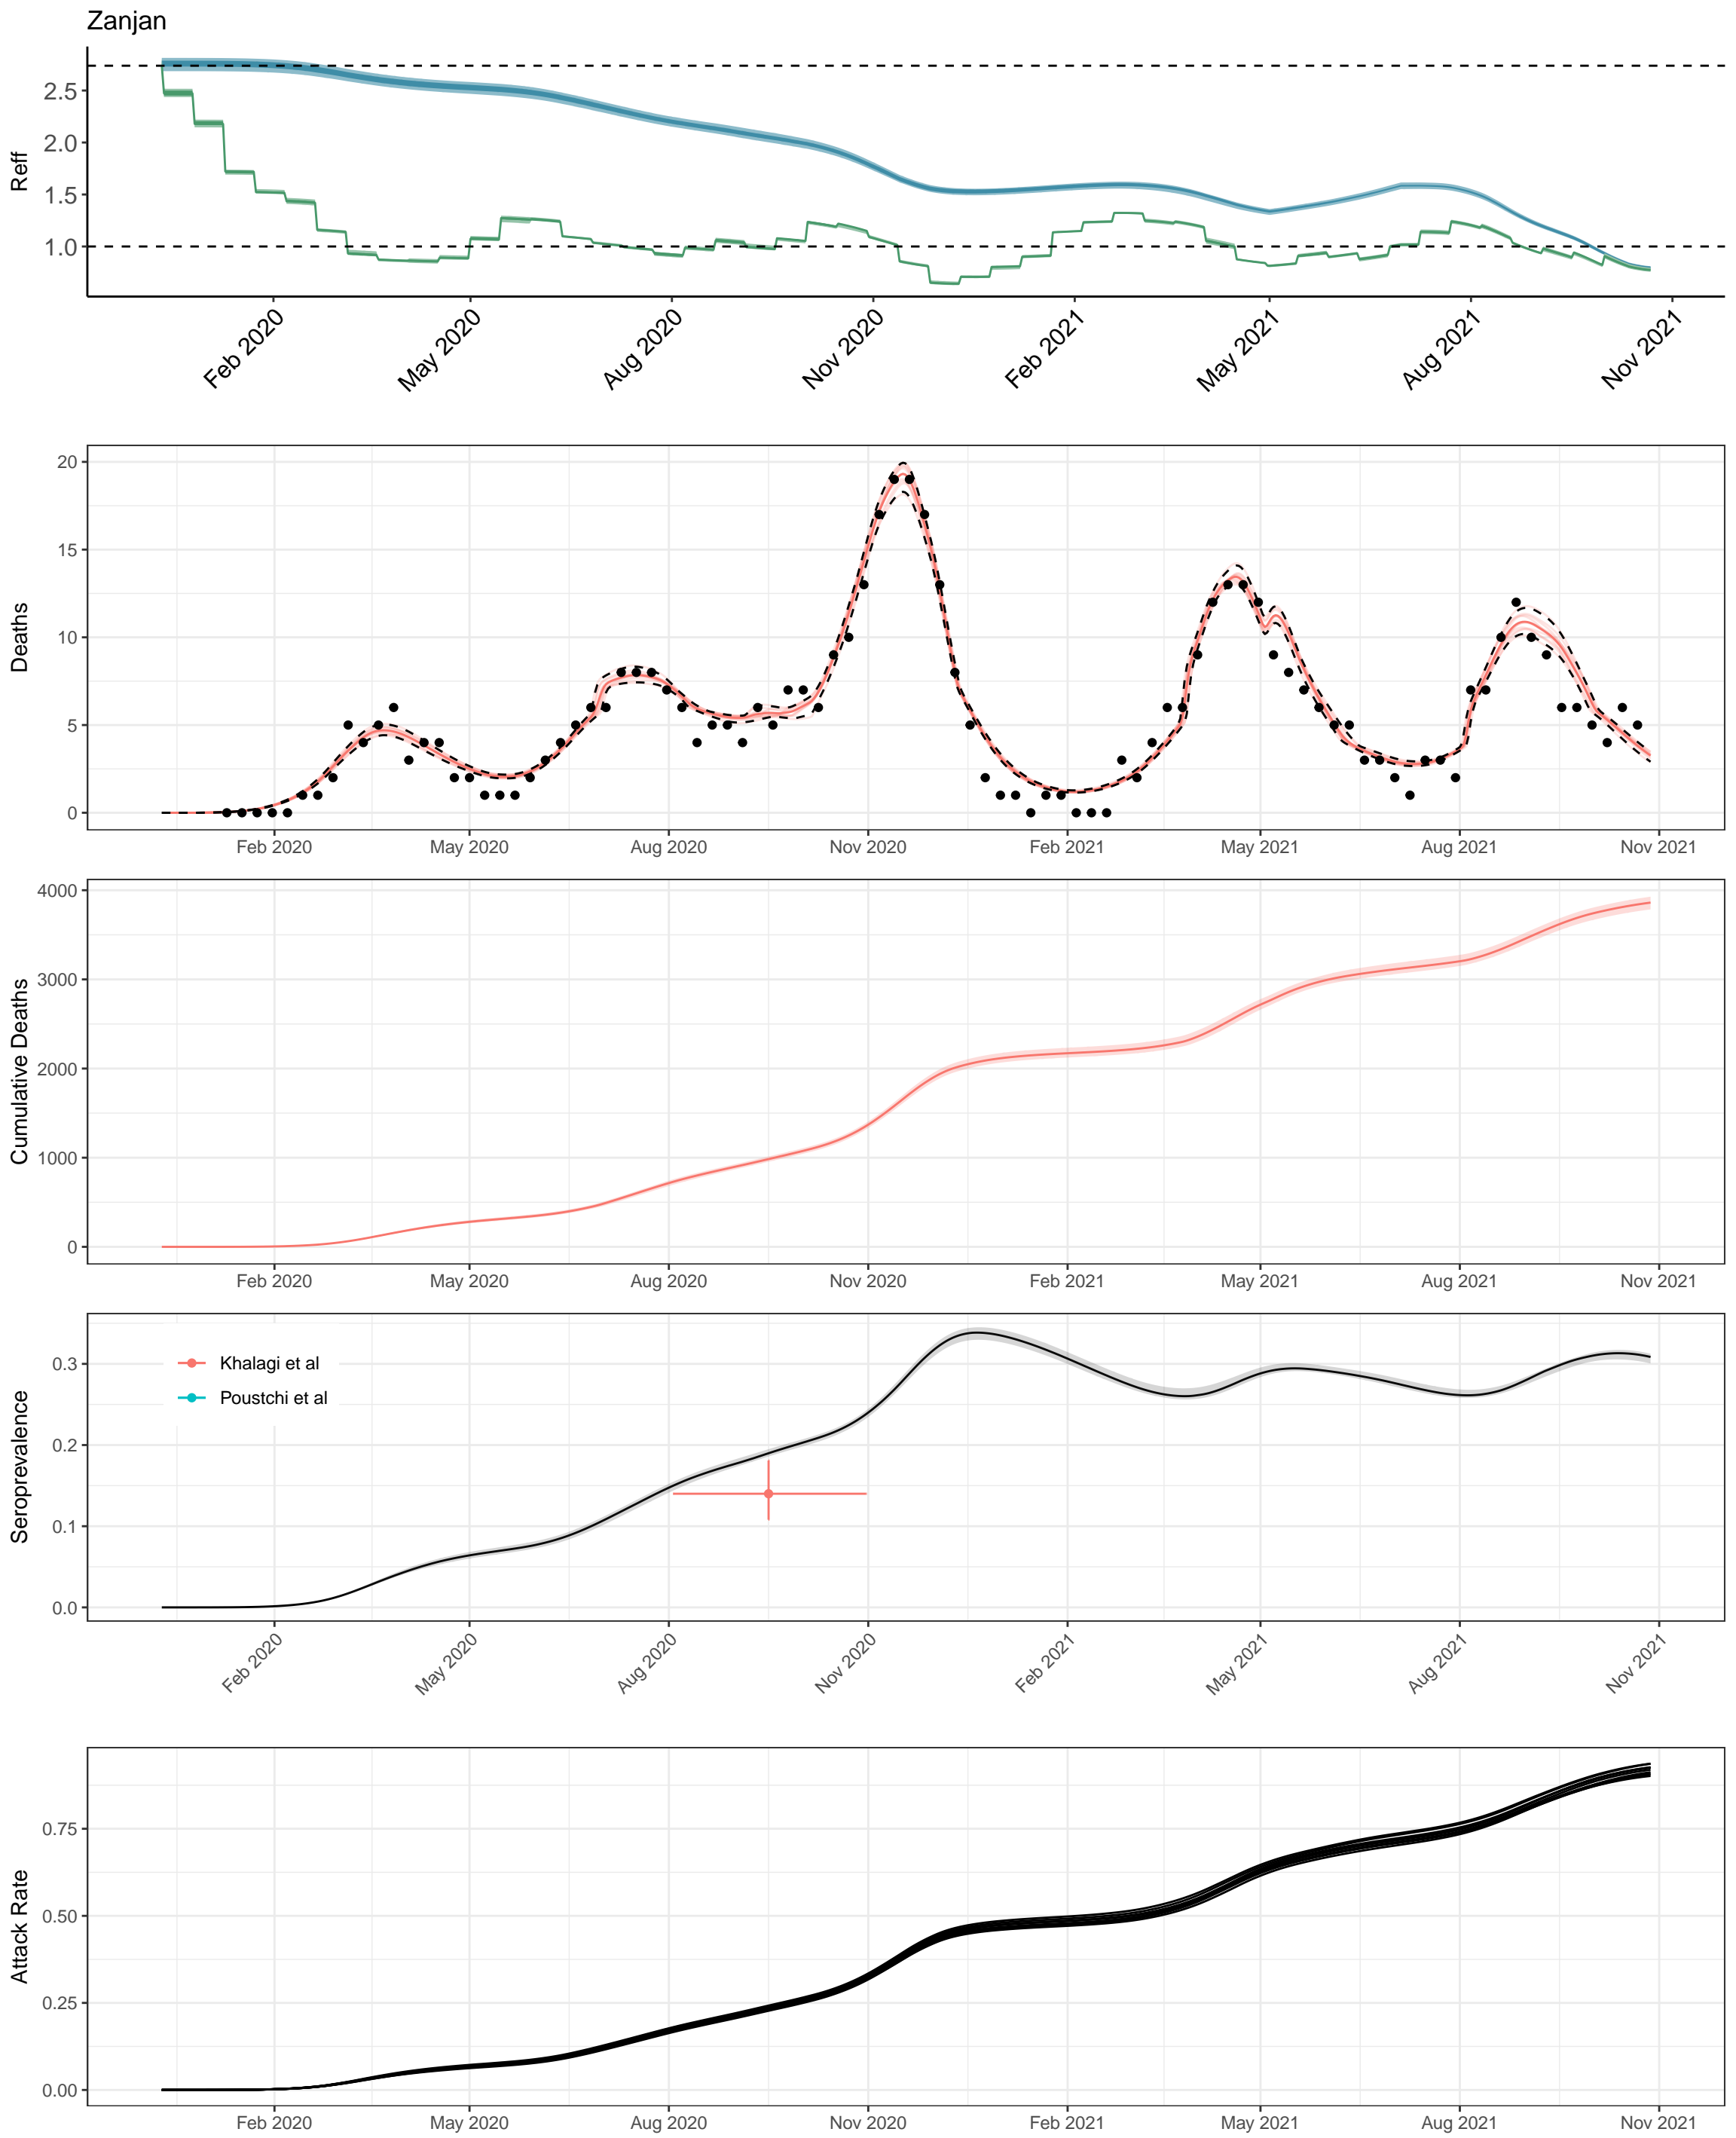 Zanjan
Reff
2.5
2.0
1.5
1.0
Feb 2020
May 2020
Aug 2020
Nov 2020
Feb 2021
May 2021
Aug 2021
Nov 2021
Deaths
20
15
10
5
0
Feb 2020
May 2020
Aug 2020
Nov 2020
Feb 2021
May 2021
Aug 2021
Nov 2021
Cumulative Deaths
4000
3000
2000
1000
0
Feb 2020
May 2020
Aug 2020
Nov 2020
Feb 2021
May 2021
Aug 2021
Nov 2021
Seroprevalence
0.3
0.2
0.1
0.0
Khalagi et al
Poustchi et al
Feb 2020
May 2020
Aug 2020
Nov 2020
Feb 2021
May 2021
Aug 2021
Nov 2021
Attack Rate
0.75
0.50
0.25
0.00
Feb 2020
May 2020
Aug 2020
Nov 2020
Feb 2021
May 2021
Aug 2021
Nov 2021